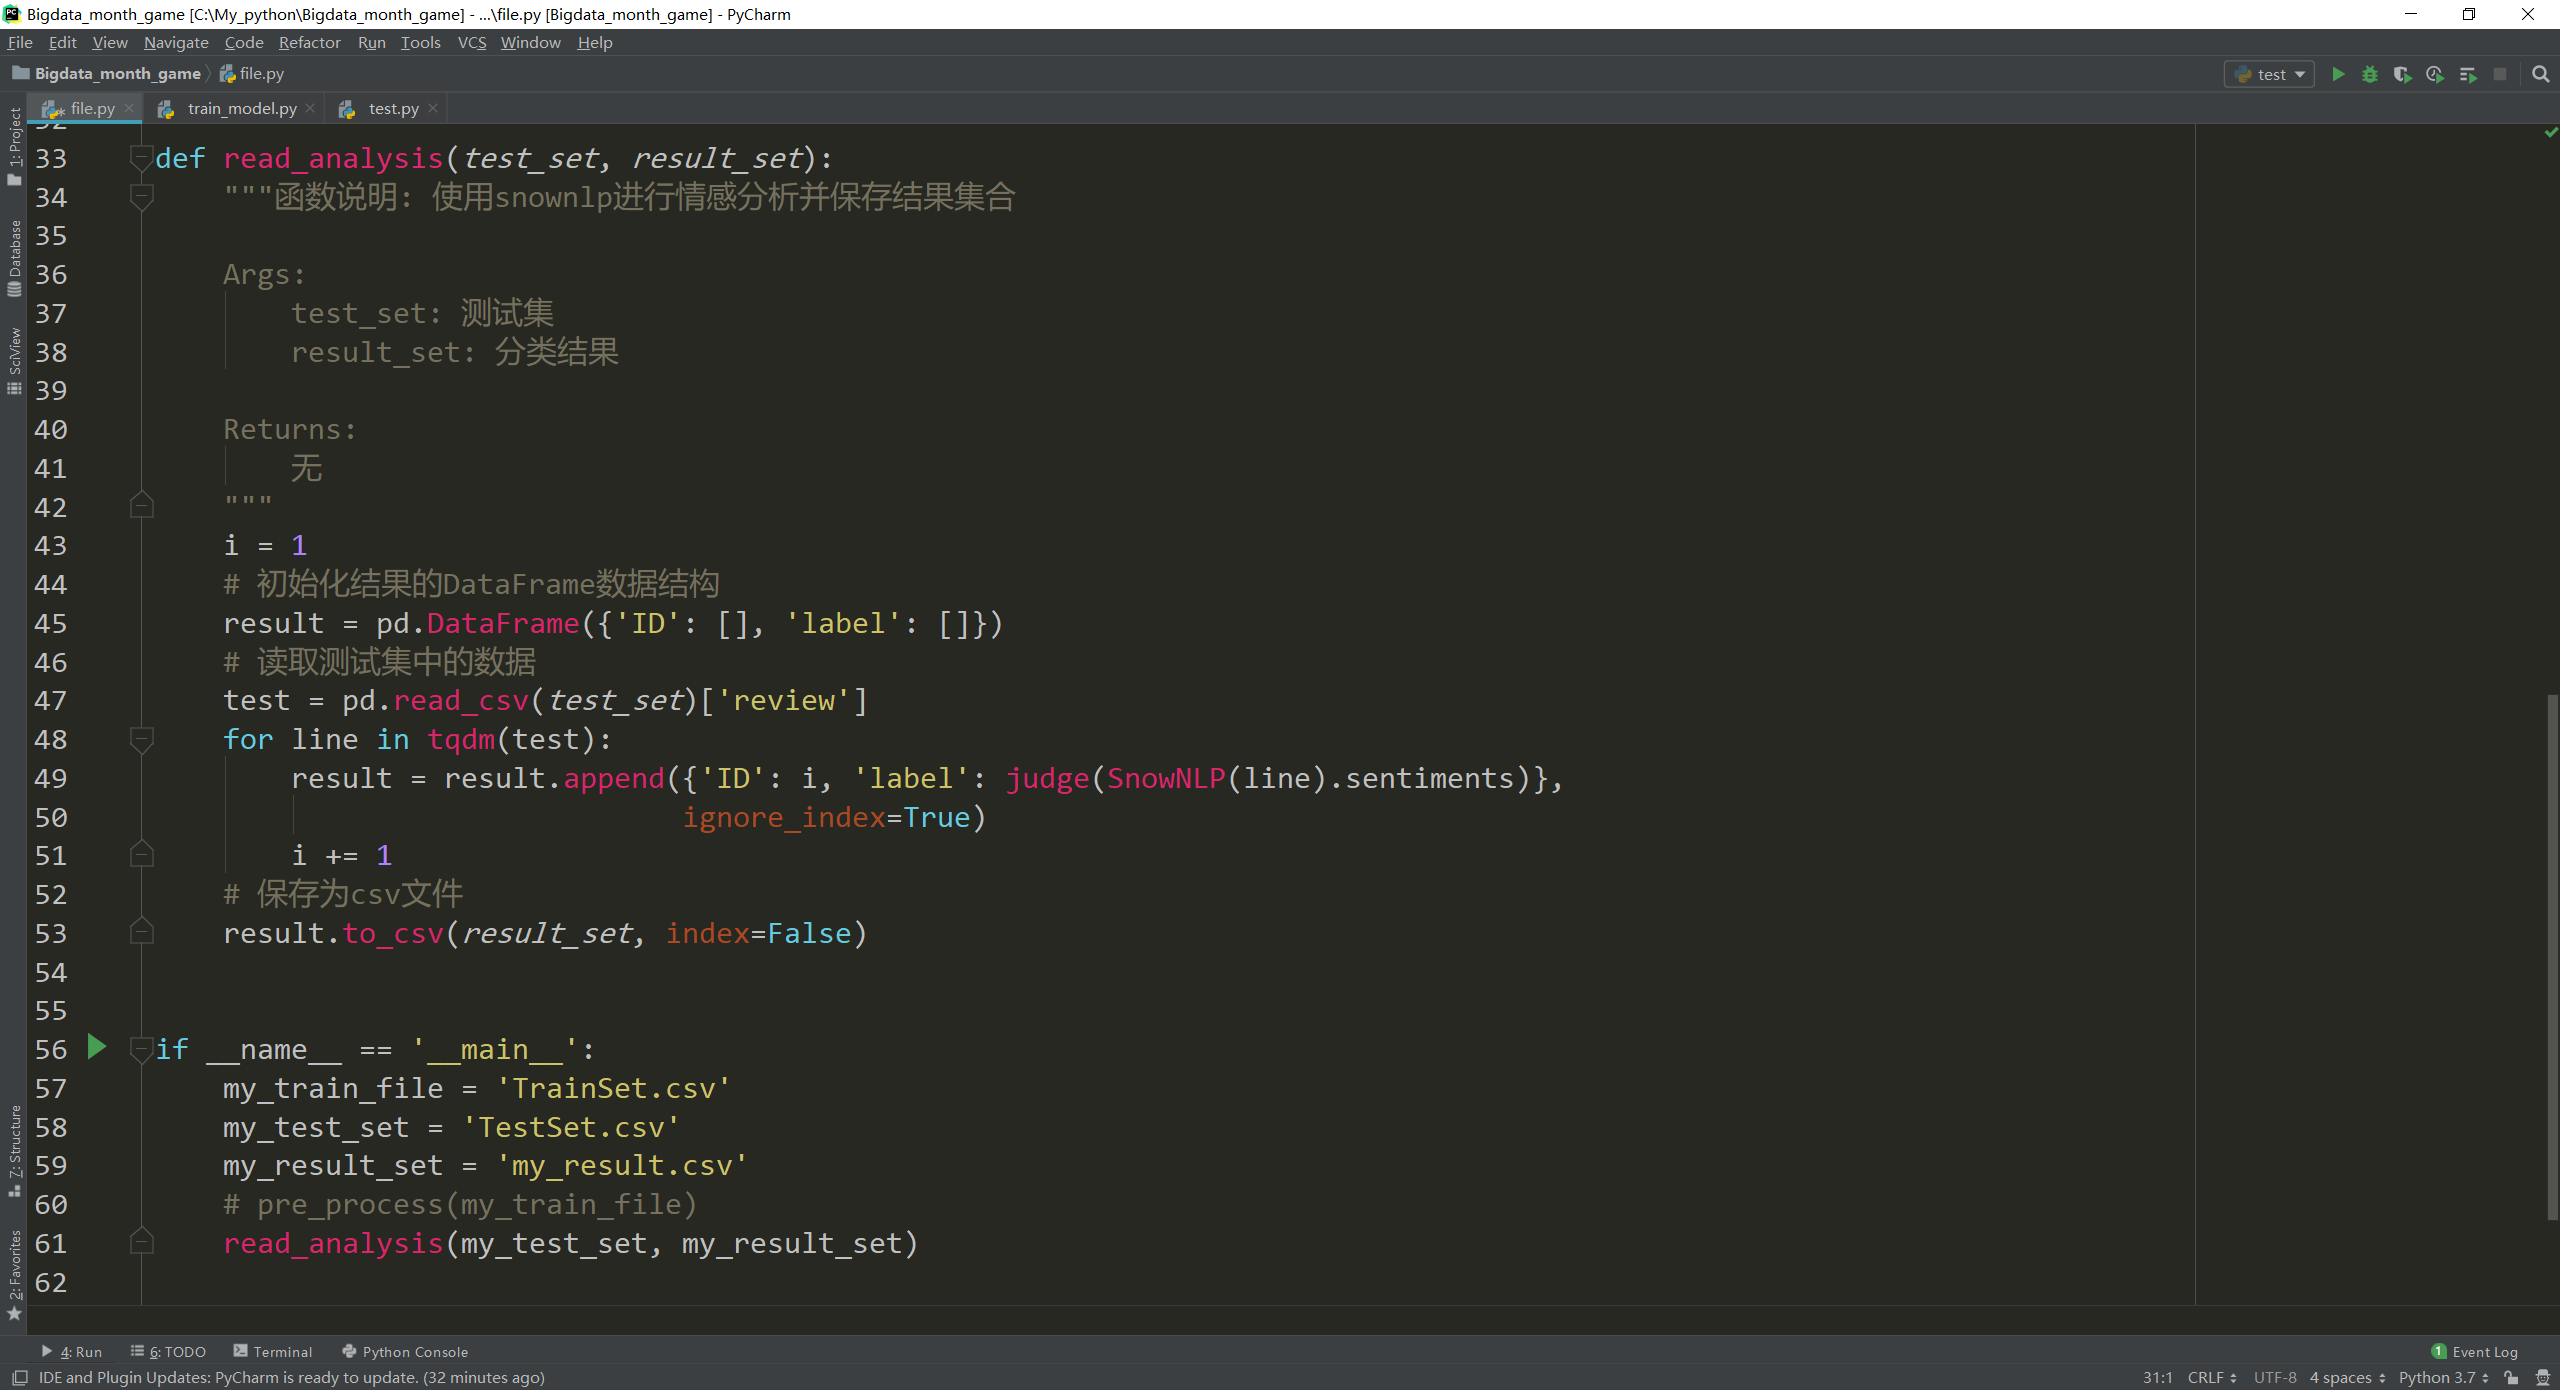 Bigdata_month_game [C:\My_python\Bigdata_month_game] - ...\file.py [Bigdata_month_game] - PyCharm
File Edit View Navigate Code Refactor Run Tools VCS Window Help
Bigdata_month_game file.py test
file.py train_model.py test.py
1: Project
Database
SciView
7: Structure
2: Favorites
33 def read_analysis(test_set, result_set):
34 """函数说明: 使用snownlp进行情感分析并保存结果集合
35
36 Args:
37 test_set: 测试集
38 result_set: 分类结果
39
40 Returns:
41 无
42 """
43 i = 1
44 # 初始化结果的DataFrame数据结构
45 result = pd.DataFrame({'ID': [], 'label': []})
46 # 读取测试集中的数据
47 test = pd.read_csv(test_set)['review']
48 for line in tqdm(test):
49 result = result.append({'ID': i, 'label': judge(SnowNLP(line).sentiments)},
50 ignore_index=True)
51 i += 1
52 # 保存为csv文件
53 result.to_csv(result_set, index=False)
54
55
56 if __name__ == '__main__':
57 my_train_file = 'TrainSet.csv'
58 my_test_set = 'TestSet.csv'
59 my_result_set = 'my_result.csv'
60 # pre_process(my_train_file)
61 read_analysis(my_test_set, my_result_set)
62
4: Run 6: TODO Terminal Python Console 1 Event Log
IDE and Plugin Updates: PyCharm is ready to update. (32 minutes ago) 31:1 CRLF UTF-8 4 spaces Python 3.7